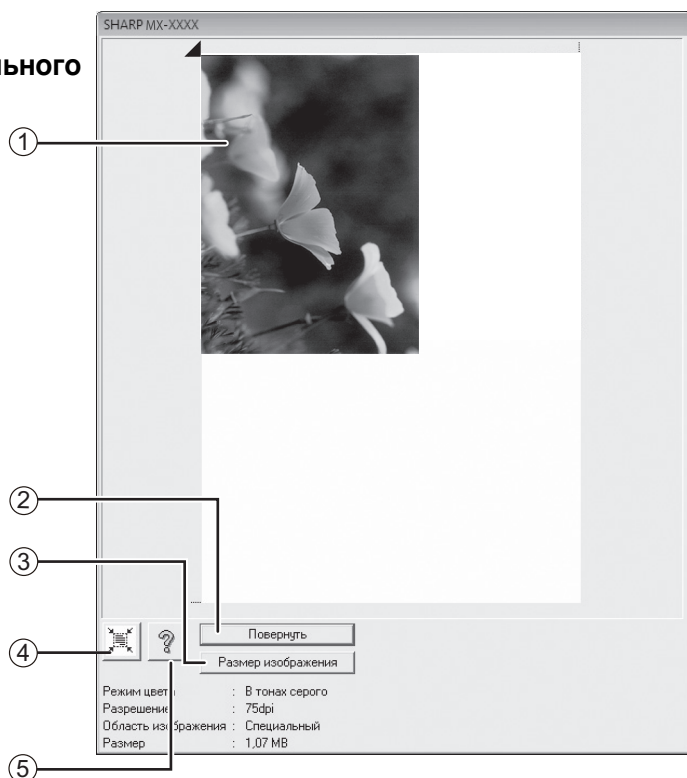 SHARP MX-XXXX
льного
1
2
Повернуть
3
Размер изображения
4
Режим цвета : В тонах серого
Разрешение : 75dpi
Область изображения : Специальный
Размер : 1,07 MB
5